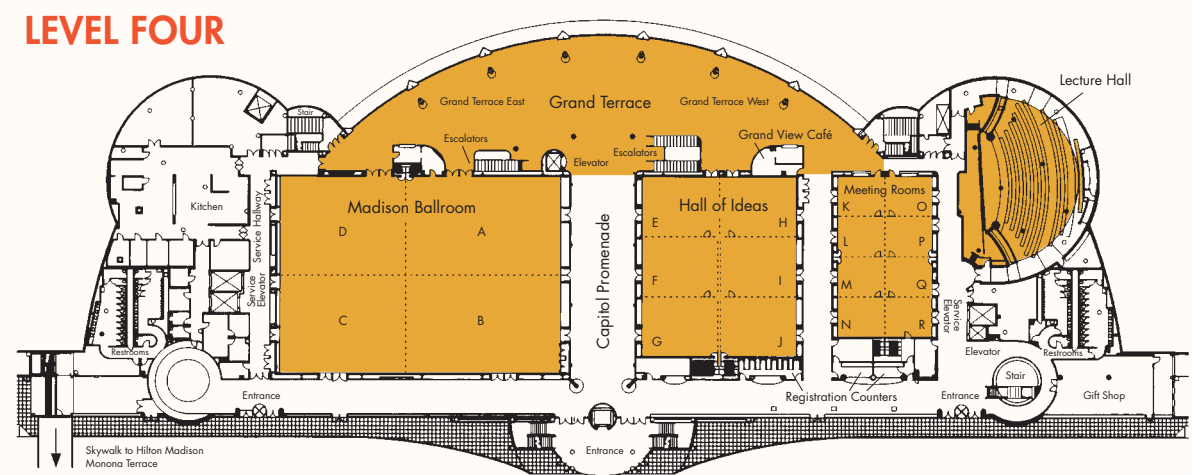 LEVEL FOUR
Lecture Hall
Grand Terrace East
Grand Terrace
Grand Terrace West
Stair
Escalators
Grand View Café
Escalators
Elevator
Kitchen
Service Hallway
Madison Ballroom
D
A
C
B
Service
Elevator
Capitol Promenade
Hall of Ideas
E
H
F
I
G
J
Meeting Rooms
K
O
L
P
M
Q
N
R
Service
Elevator
Restrooms
Elevator
Restrooms
Stair
Entrance
Registration Counters
Entrance
Gift Shop
Entrance
Skywalk to Hilton Madison
Monona Terrace